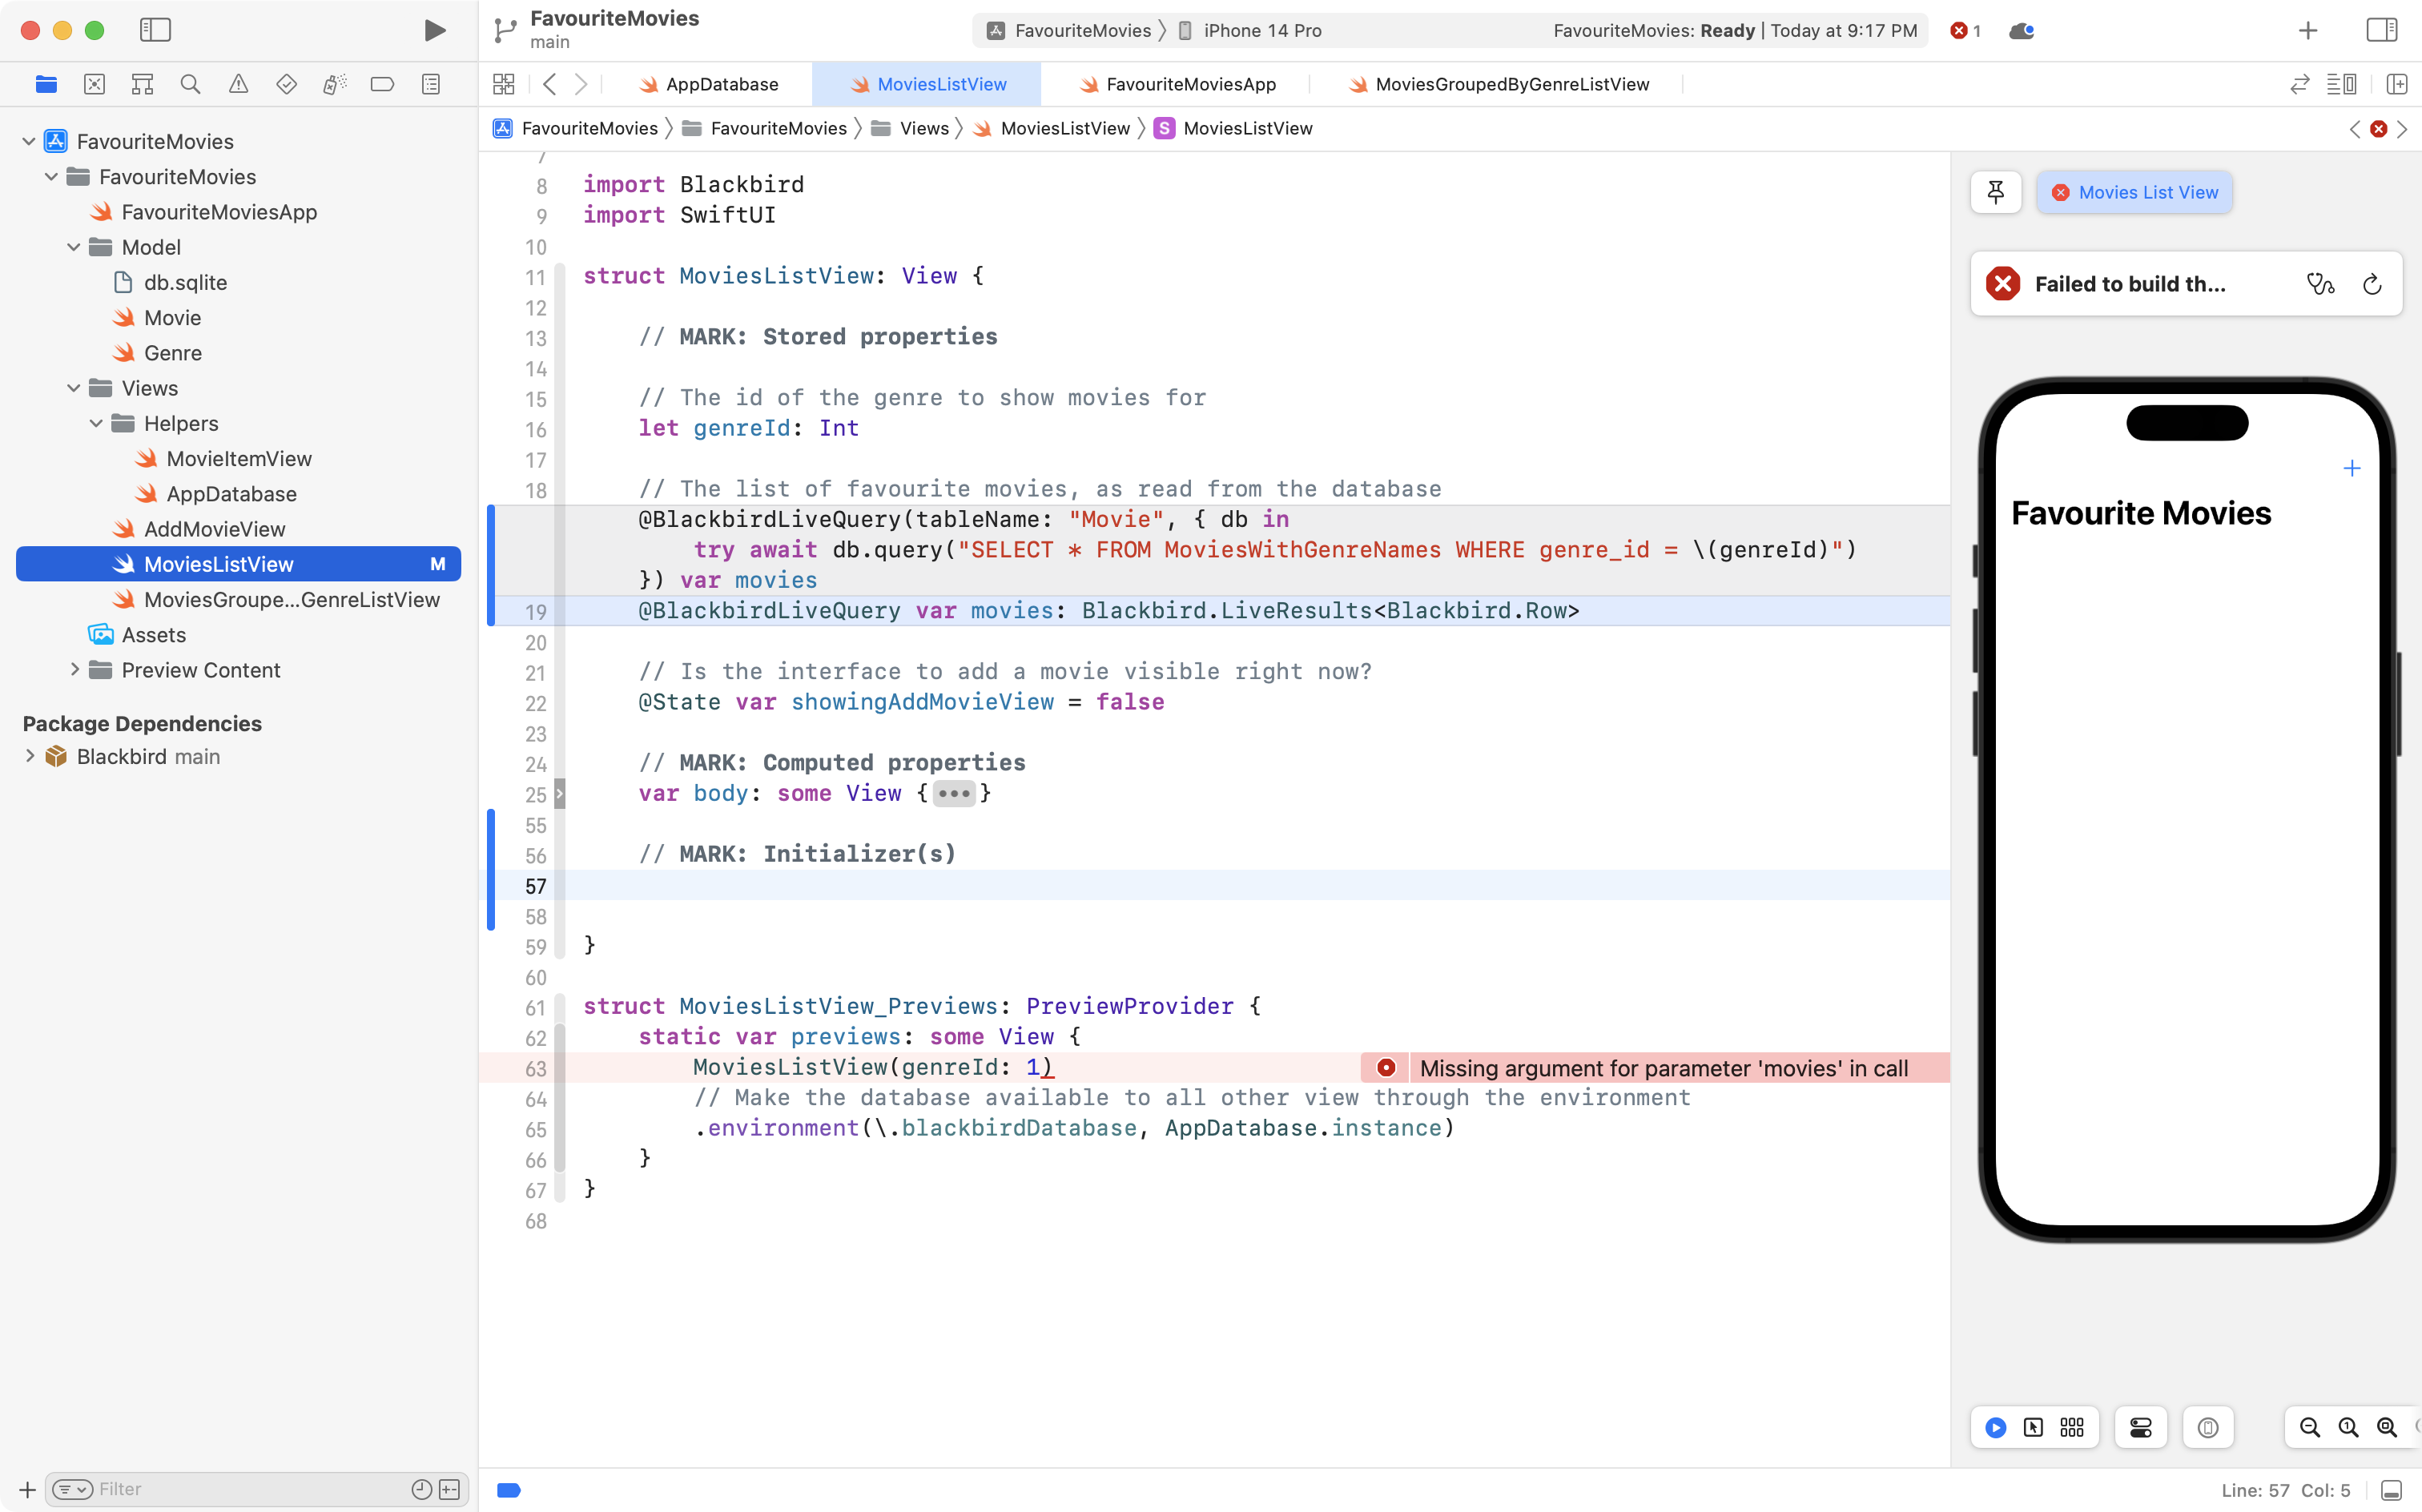 FavouriteMovies
main
FavouriteMovies
iPhone 14 Pro
FavouriteMovies: Ready | Today at 9:17 PM
1
AppDatabase
MoviesListView
FavouriteMoviesApp
MoviesGroupedByGenreListView
FavouriteMovies
FavouriteMovies
Views
MoviesListView
S
MoviesListView
FavouriteMovies
FavouriteMovies
FavouriteMoviesApp
Model
db.sqlite
Movie
Genre
Views
Helpers
MovieItemView
AppDatabase
AddMovieView
MoviesListView M
MoviesGroupe...GenreListView
Assets
Preview Content
Package Dependencies
Blackbird main
Filter
7
8 import Blackbird
9 import SwiftUI
10
11 struct MoviesListView: View {
12
13 // MARK: Stored properties
14
15 // The id of the genre to show movies for
16 let genreId: Int
17
18 // The list of favourite movies, as read from the database
@BlackbirdLiveQuery(tableName: "Movie", { db in
try await db.query("SELECT * FROM MoviesWithGenreNames WHERE genre_id = \(genreId)")
}) var movies
19 @BlackbirdLiveQuery var movies: Blackbird.LiveResults<Blackbird.Row>
20
21 // Is the interface to add a movie visible right now?
22 @State var showingAddMovieView = false
23
24 // MARK: Computed properties
25 var body: some View {•••}
55
56 // MARK: Initializer(s)
57
58
59 }
60
61 struct MoviesListView_Previews: PreviewProvider {
62 static var previews: some View {
63 MoviesListView(genreId: 1) Missing argument for parameter 'movies' in call
64 // Make the database available to all other view through the environment
65 .environment(\.blackbirdDatabase, AppDatabase.instance)
66 }
67 }
68
Movies List View
Failed to build th...
Favourite Movies
Line: 57 Col: 5